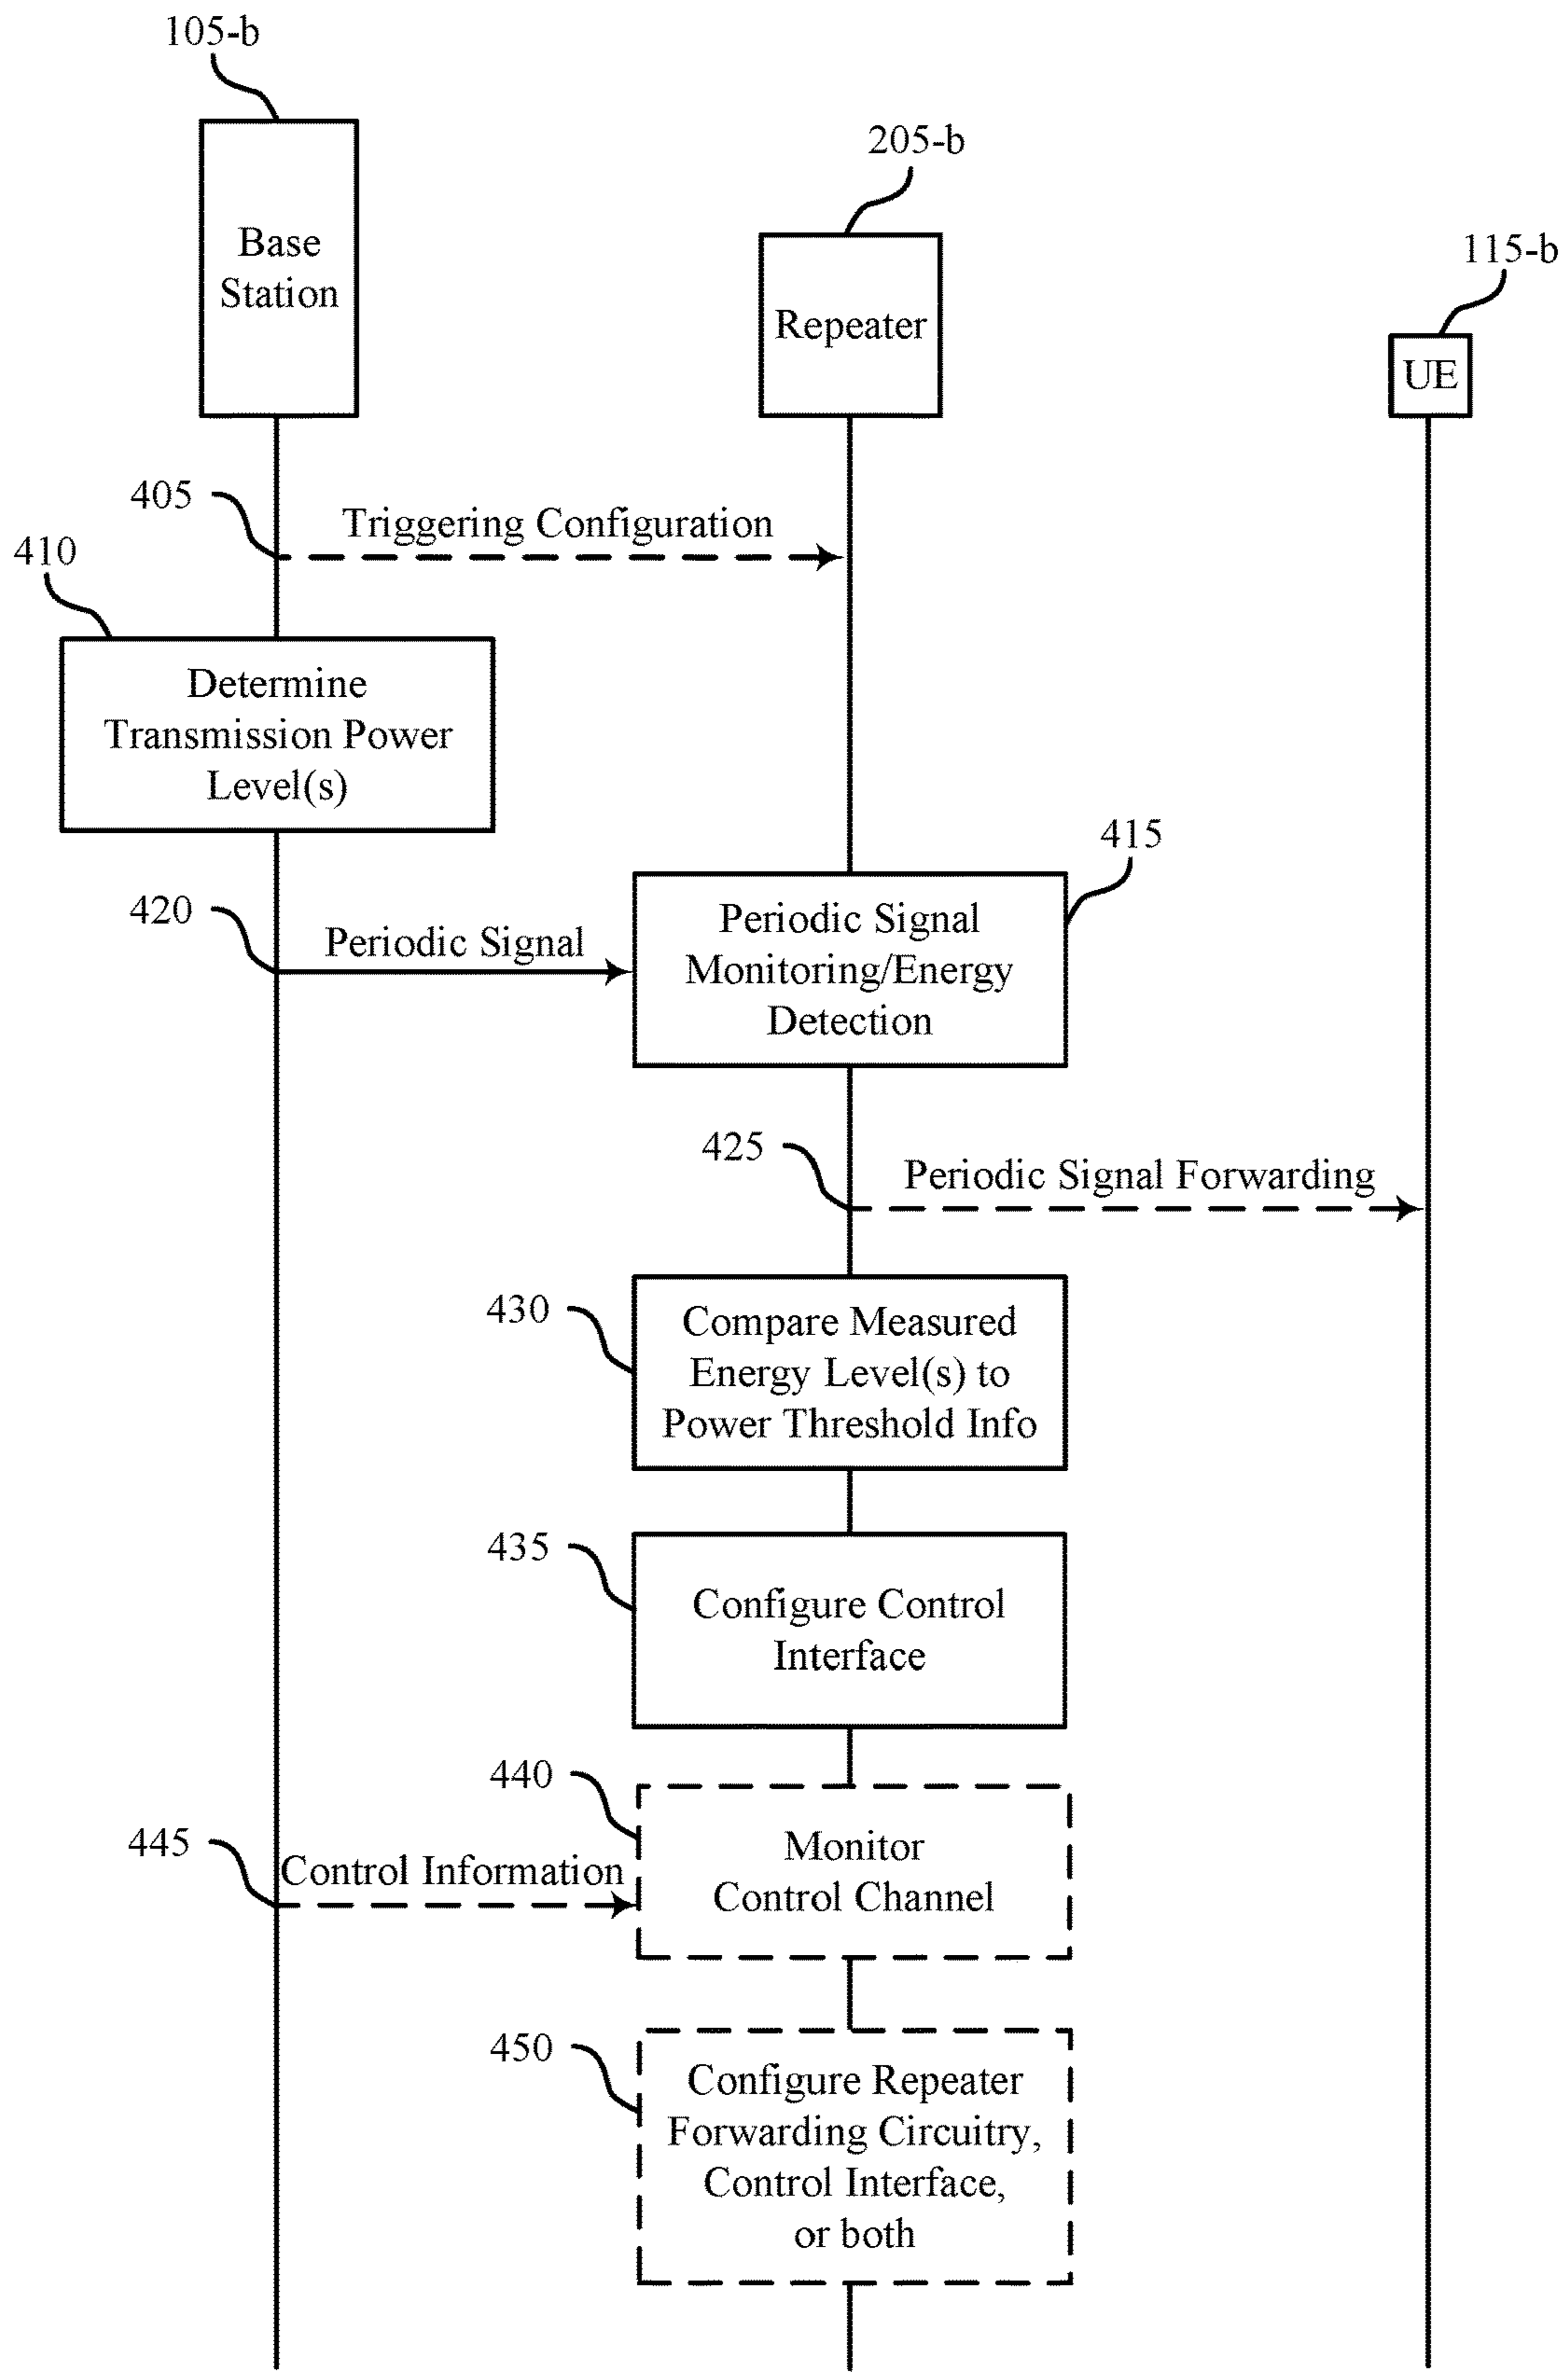 105-b
Base
Station
205-b
Repeater
115-b
UE
405
Triggering Configuration
410
Determine
Transmission Power
Level(s)
415
Periodic Signal
Monitoring/Energy
Detection
420
Periodic Signal
425
Periodic Signal Forwarding
430
Compare Measured
Energy Level(s) to
Power Threshold Info
435
Configure Control
Interface
440
Monitor
Control Channel
445
Control Information
450
Configure Repeater
Forwarding Circuitry,
Control Interface,
or both